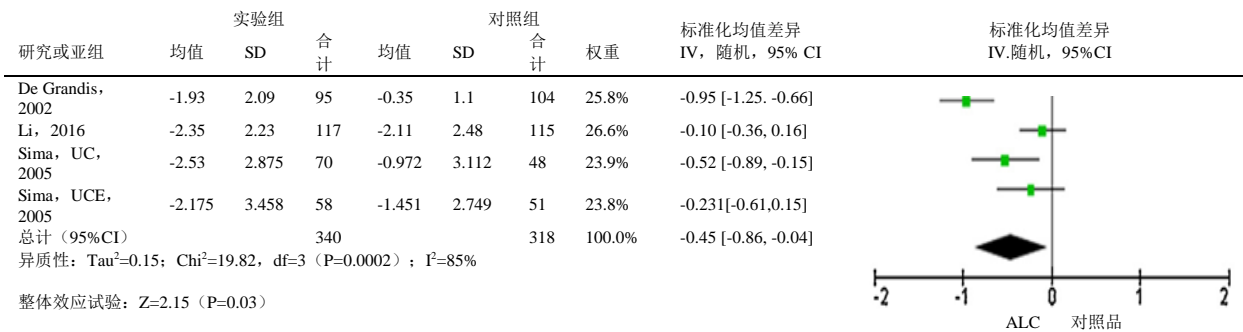 实验组 对照组 标准化均值差异 标准化均值差异
研究或亚组 均值 SD 合计 均值 SD 合计 权重 IV，随机，95% CI IV.随机，95%CI
De Grandis，2002 -1.93 2.09 95 -0.35 1.1 104 25.8% -0.95 [-1.25. -0.66]
Li，2016 -2.35 2.23 117 -2.11 2.48 115 26.6% -0.10 [-0.36, 0.16]
Sima，UC，2005 -2.53 2.875 70 -0.972 3.112 48 23.9% -0.52 [-0.89, -0.15]
Sima，UCE，2005 -2.175 3.458 58 -1.451 2.749 51 23.8% -0.231[-0.61,0.15]
总计（95%CI） 340 318 100.0% -0.45 [-0.86, -0.04]
异质性：Tau²=0.15；Chi²=19.82，df=3（P=0.0002）；I²=85%
整体效应试验：Z=2.15（P=0.03）
-2 -1 0 1 2
ALC 对照品